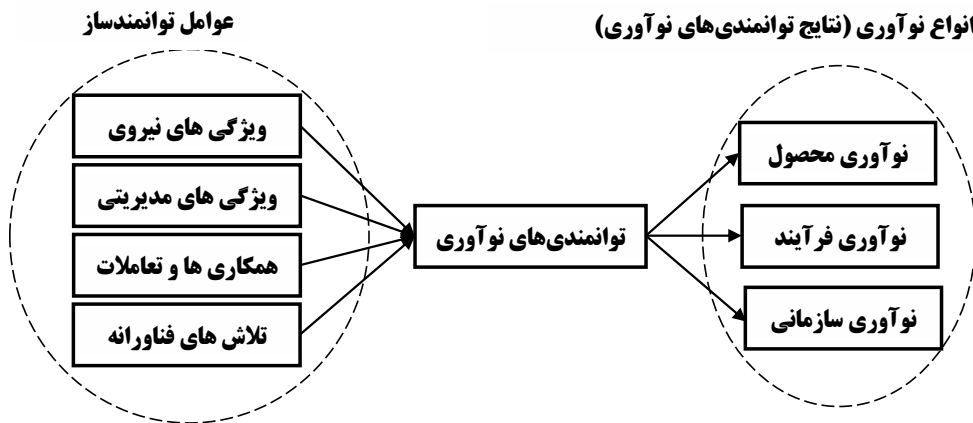 عوامل توانمندساز
انواع نوآوری (نتایج توانمندی‌های نوآوری)
ویژگی های نیروی
ویژگی های مدیریتی
همکاری ها و تعاملات
تلاش های فناورانه
توانمندی‌های نوآوری
نوآوری محصول
نوآوری فرآیند
نوآوری سازمانی